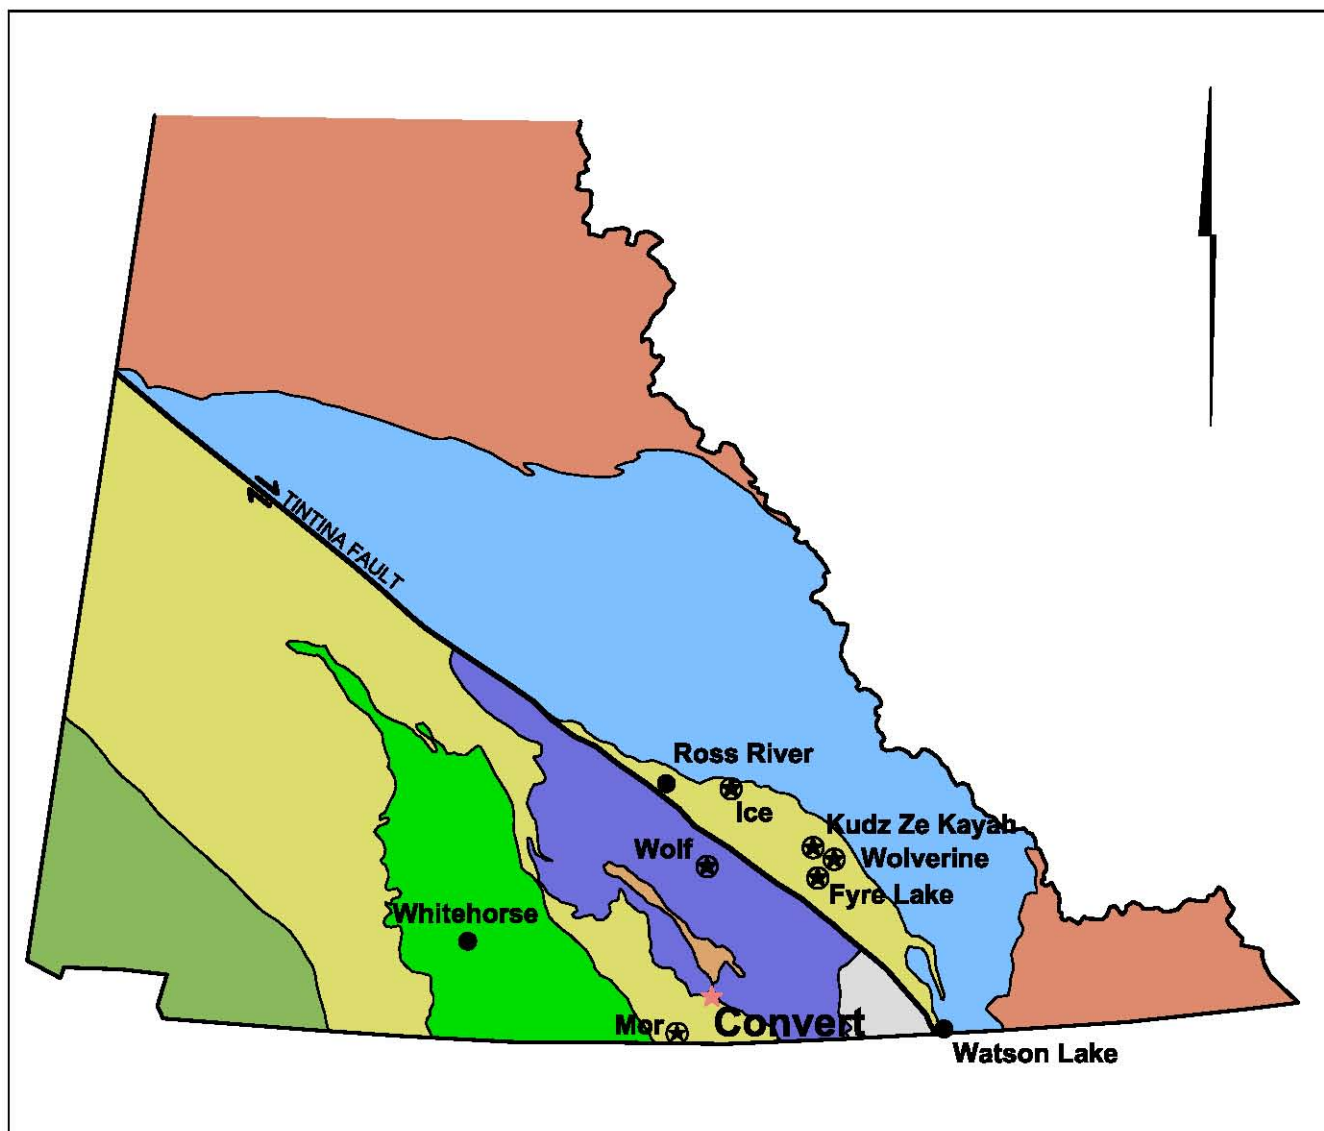 TINTINA FAULT
Ross River
Ice
Kudz Ze Kayah
Wolf
Wolverine
Fyre Lake
Whitehorse
Mor
Convert
Watson Lake